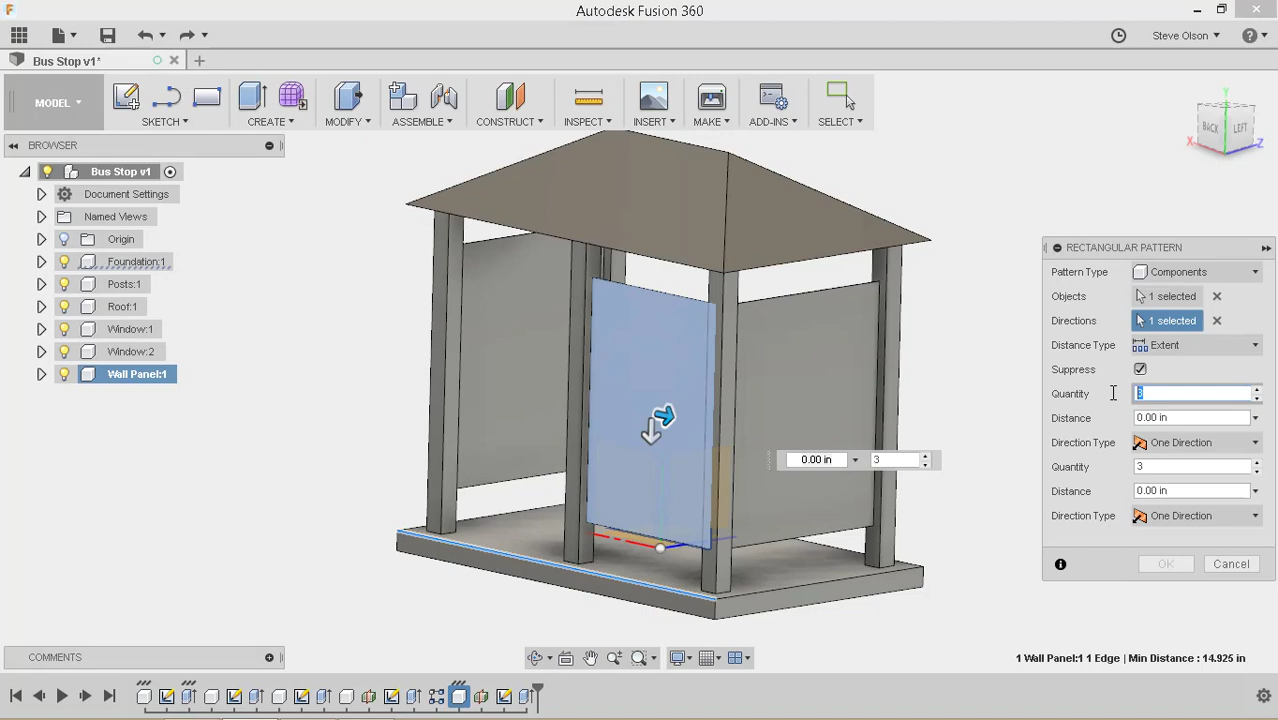 Autodesk Fusion 360
Steve Olson
Bus Stop v1*
MODEL
SKETCH
CREATE
MODIFY
ASSEMBLE
CONSTRUCT
INSPECT
INSERT
MAKE
ADD-INS
SELECT
BACK
LEFT
X
Y
Z
BROWSER
Bus Stop v1
Document Settings
Named Views
Origin
Foundation:1
Posts:1
Roof:1
Window:1
Window:2
Wall Panel:1
RECTANGULAR PATTERN
Pattern Type Components
Objects 1 selected
Directions 1 selected
Distance Type Extent
Suppress
Quantity 3
Distance 0.00 in
Direction Type One Direction
Quantity 3
Distance 0.00 in
Direction Type One Direction
OK Cancel
0.00 in 3
COMMENTS
1 Wall Panel:1 1 Edge | Min Distance : 14.925 in